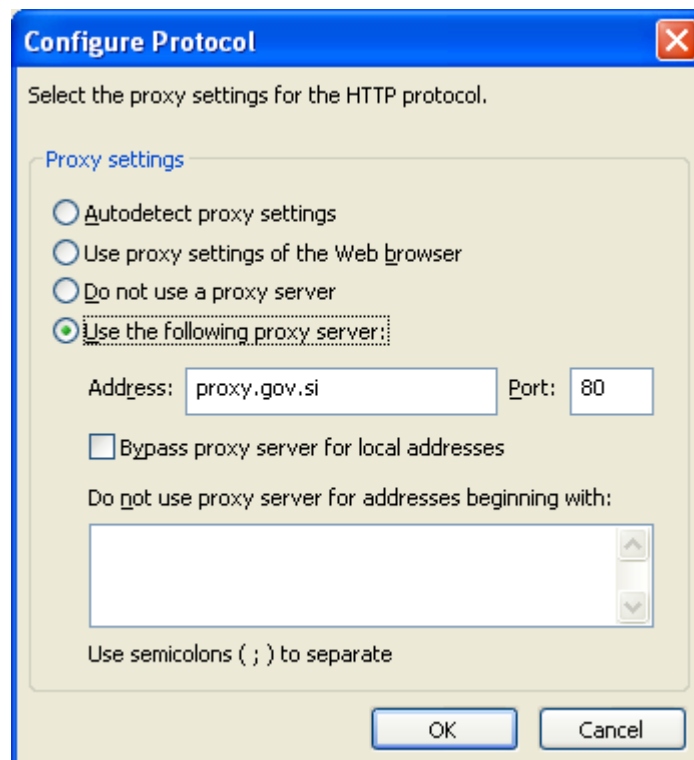 Configure Protocol
Select the proxy settings for the HTTP protocol.
Proxy settings
Autodetect proxy settings
Use proxy settings of the Web browser
Do not use a proxy server
Use the following proxy server:
Address: proxy.gov.si Port: 80
Bypass proxy server for local addresses
Do not use proxy server for addresses beginning with:
Use semicolons ( ; ) to separate
OK Cancel